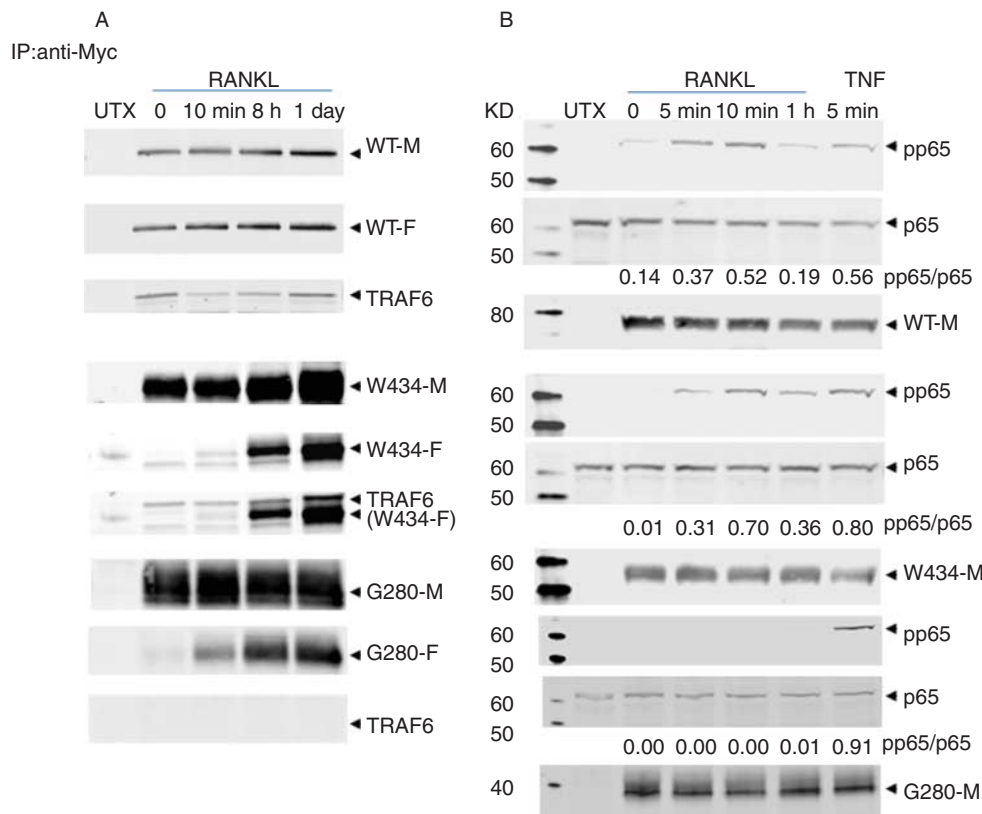 A
IP:anti-Myc
RANKL
UTX 0 10 min 8 h 1 day
WT-M
WT-F
TRAF6
W434-M
W434-F
TRAF6
(W434-F)
G280-M
G280-F
TRAF6
B
RANKL TNF
KD UTX 0 5 min 10 min 1 h 5 min
60 pp65
50
60 p65
50
0.14 0.37 0.52 0.19 0.56 pp65/p65
80 WT-M
60 pp65
50
60 p65
50
0.01 0.31 0.70 0.36 0.80 pp65/p65
60 W434-M
50
60 pp65
50
60 p65
50
0.00 0.00 0.00 0.01 0.91 pp65/p65
40 G280-M